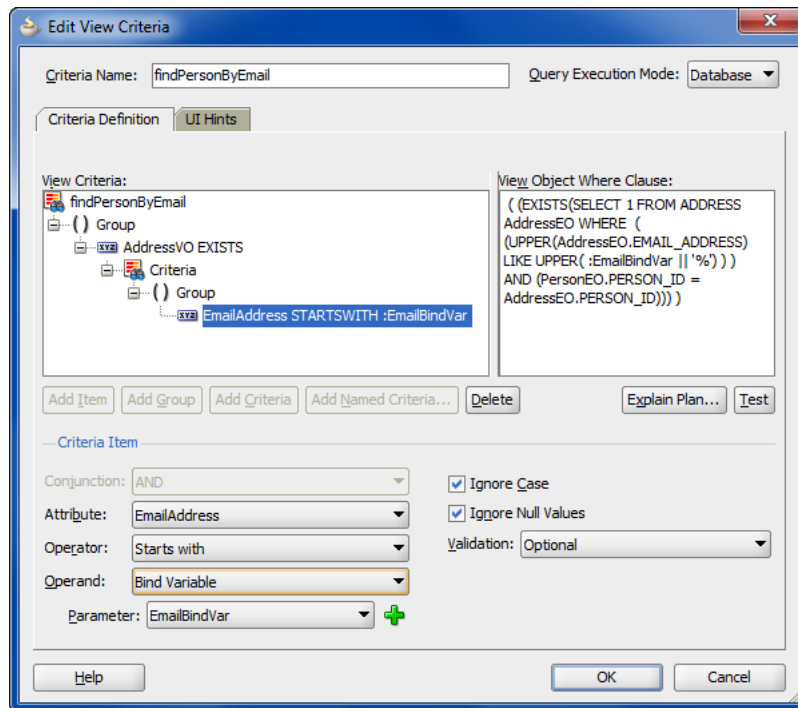 Edit View Criteria
Criteria Name: findPersonByEmail Query Execution Mode: Database
Criteria Definition UI Hints
View Criteria: View Object Where Clause:
findPersonByEmail
( ) Group
XYZ AddressVO EXISTS
Criteria
( ) Group
XYZ EmailAddress STARTSWITH :EmailBindVar
( (EXISTS(SELECT 1 FROM ADDRESS
AddressEO WHERE (
(UPPER(AddressEO.EMAIL_ADDRESS)
LIKE UPPER( :EmailBindVar || '%') ) )
AND (PersonEO.PERSON_ID =
AddressEO.PERSON_ID))) )
Add Item Add Group Add Criteria Add Named Criteria... Delete Explain Plan... Test
Criteria Item
Conjunction: AND
Attribute: EmailAddress
Operator: Starts with
Operand: Bind Variable
Parameter: EmailBindVar
Ignore Case
Ignore Null Values
Validation: Optional
Help OK Cancel